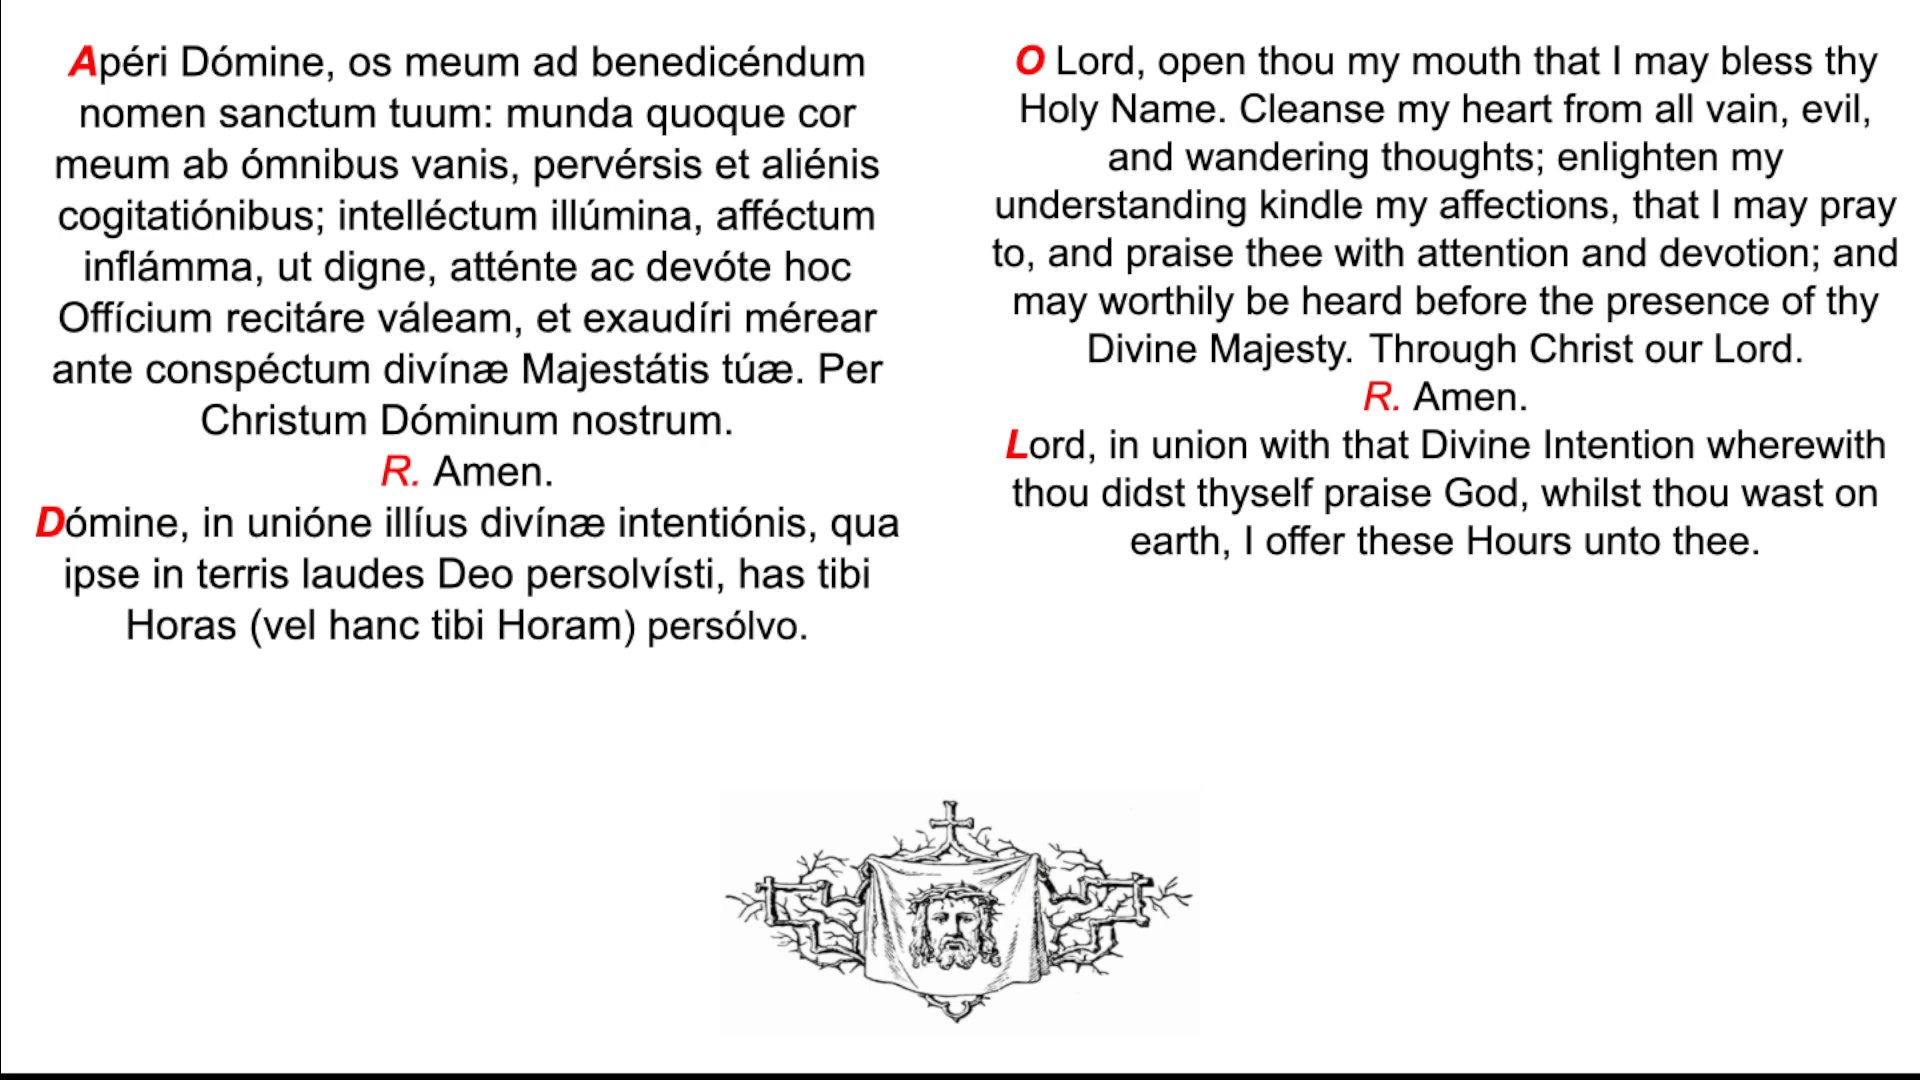 Apéri Dómine, os meum ad benedicéndum
nomen sanctum tuum: munda quoque cor
meum ab ómnibus vanis, pervérsis et aliénis
cogitatiónibus; intelléctum illúmina, afféctum
inflámma, ut digne, atténte ac devóte hoc
Offícium recitáre váleam, et exaudíri mérear
ante conspéctum divínæ Majestátis túæ. Per
Christum Dóminum nostrum.
R. Amen.
Dómine, in unióne illíus divínæ intentiónis, qua
ipse in terris laudes Deo persolvísti, has tibi
Horas (vel hanc tibi Horam) persólvo.
O Lord, open thou my mouth that I may bless thy
Holy Name. Cleanse my heart from all vain, evil,
and wandering thoughts; enlighten my
understanding kindle my affections, that I may pray
to, and praise thee with attention and devotion; and
may worthily be heard before the presence of thy
Divine Majesty. Through Christ our Lord.
R. Amen.
Lord, in union with that Divine Intention wherewith
thou didst thyself praise God, whilst thou wast on
earth, I offer these Hours unto thee.